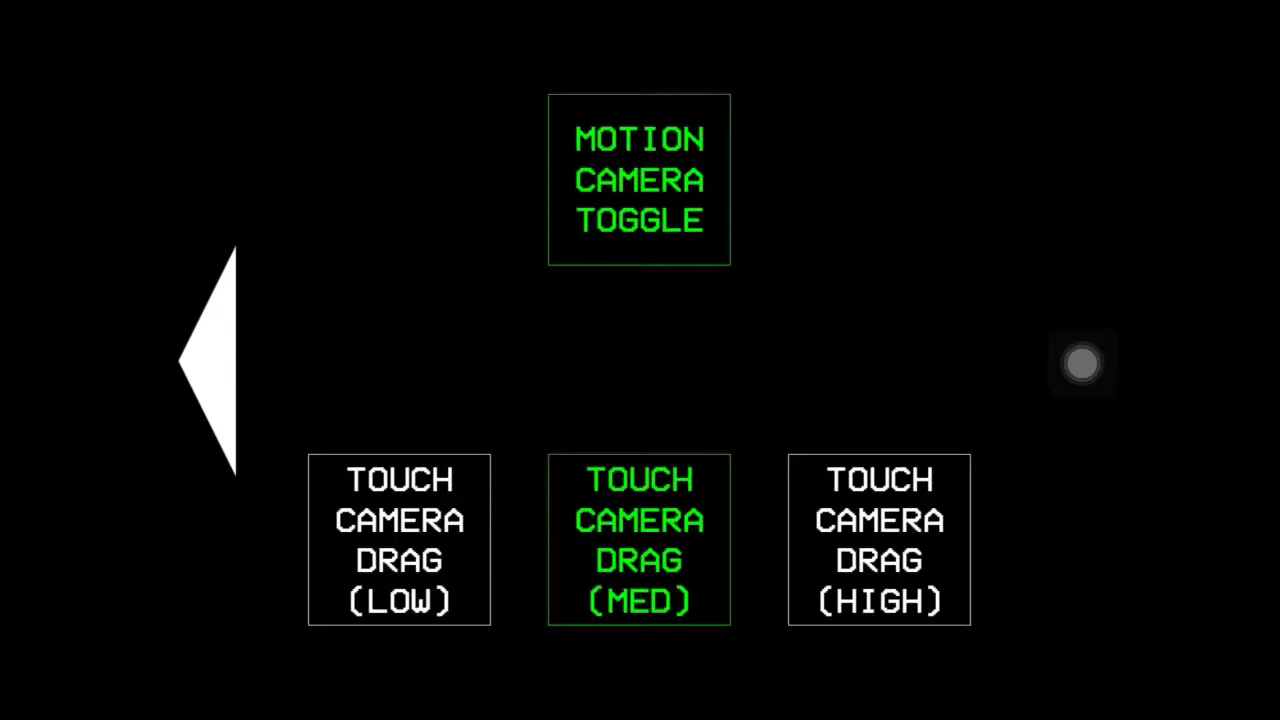 MOTION
CAMERA
TOGGLE
TOUCH
CAMERA
DRAG
(LOW)
TOUCH
CAMERA
DRAG
(MED)
TOUCH
CAMERA
DRAG
(HIGH)